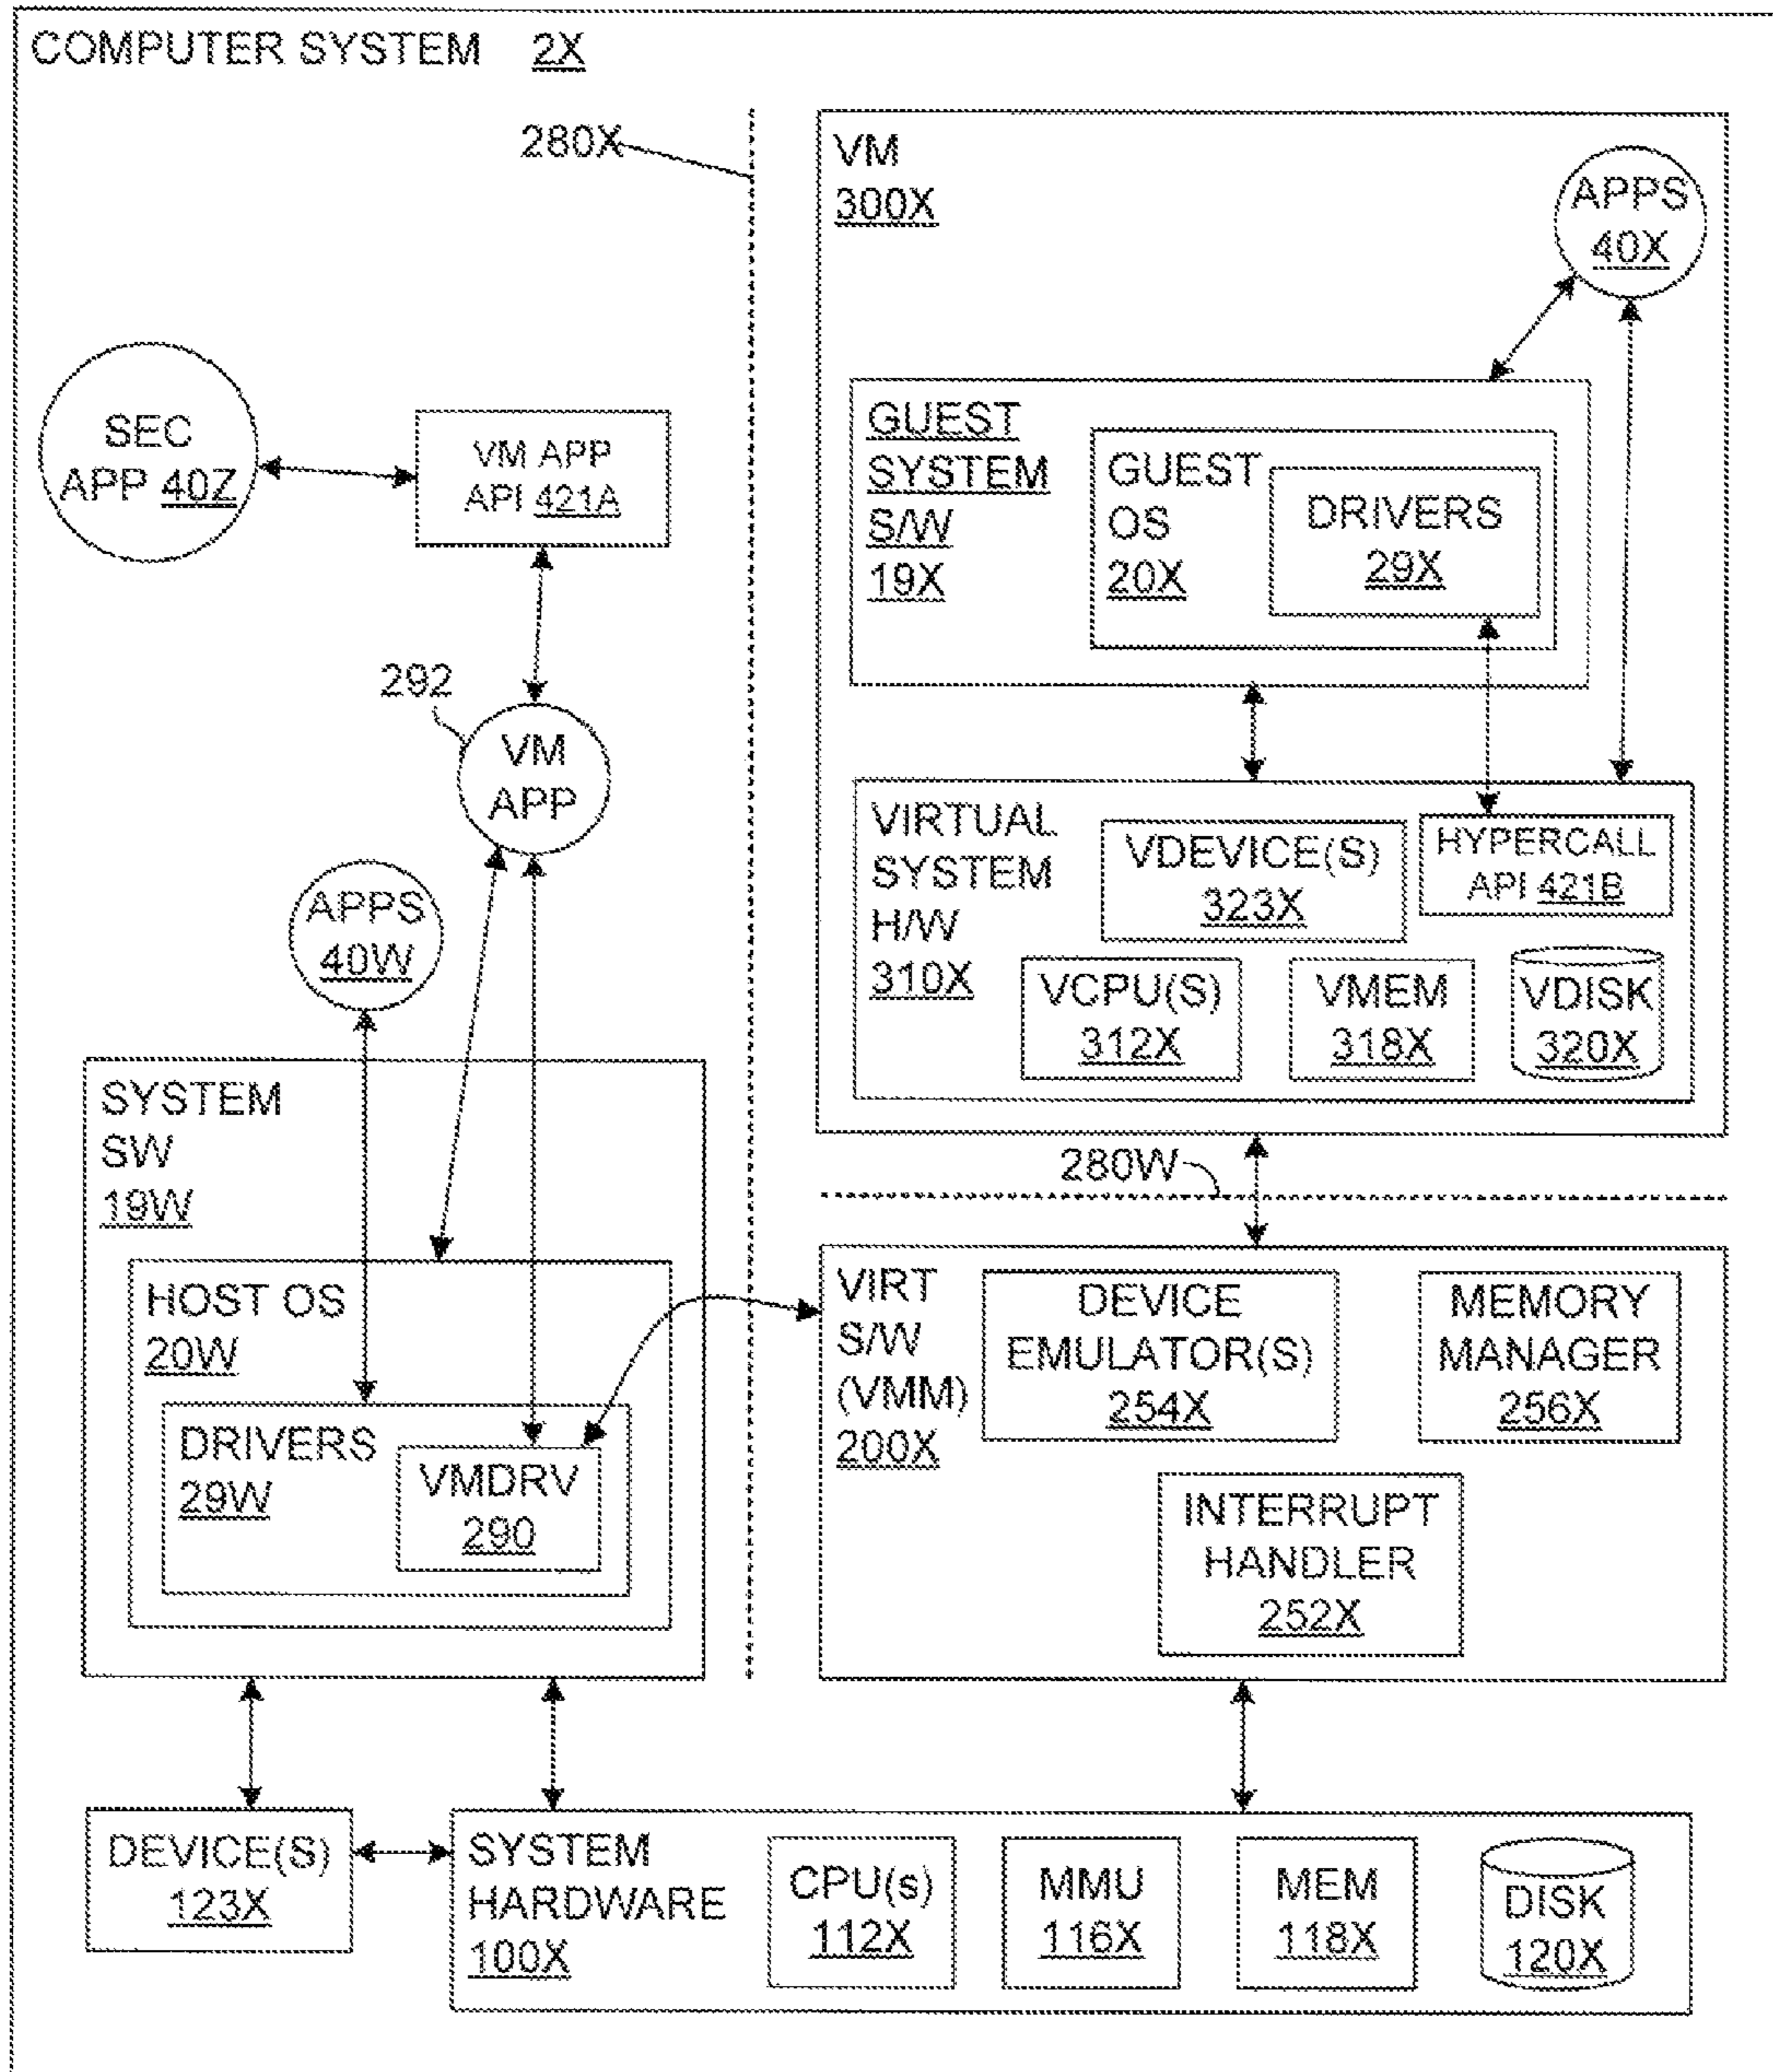 COMPUTER SYSTEM 2X
280X
VM
300X
APPS
40X
SEC
APP 40Z
VM APP
API 421A
GUEST
SYSTEM
S/W
19X
GUEST
OS
20X
DRIVERS
29X
292
VM
APP
APPS
40W
VIRTUAL
SYSTEM
H/W
310X
VDEVICE(S)
323X
HYPERCALL
API 421B
VCPU(S)
312X
VMEM
318X
VDISK
320X
SYSTEM
SW
19W
280W
HOST OS
20W
DRIVERS
29W
VMDRV
290
VIRT
S/W
(VMM)
200X
DEVICE
EMULATOR(S)
254X
MEMORY
MANAGER
256X
INTERRUPT
HANDLER
252X
DEVICE(S)
123X
SYSTEM
HARDWARE
100X
CPU(s)
112X
MMU
116X
MEM
118X
DISK
120X